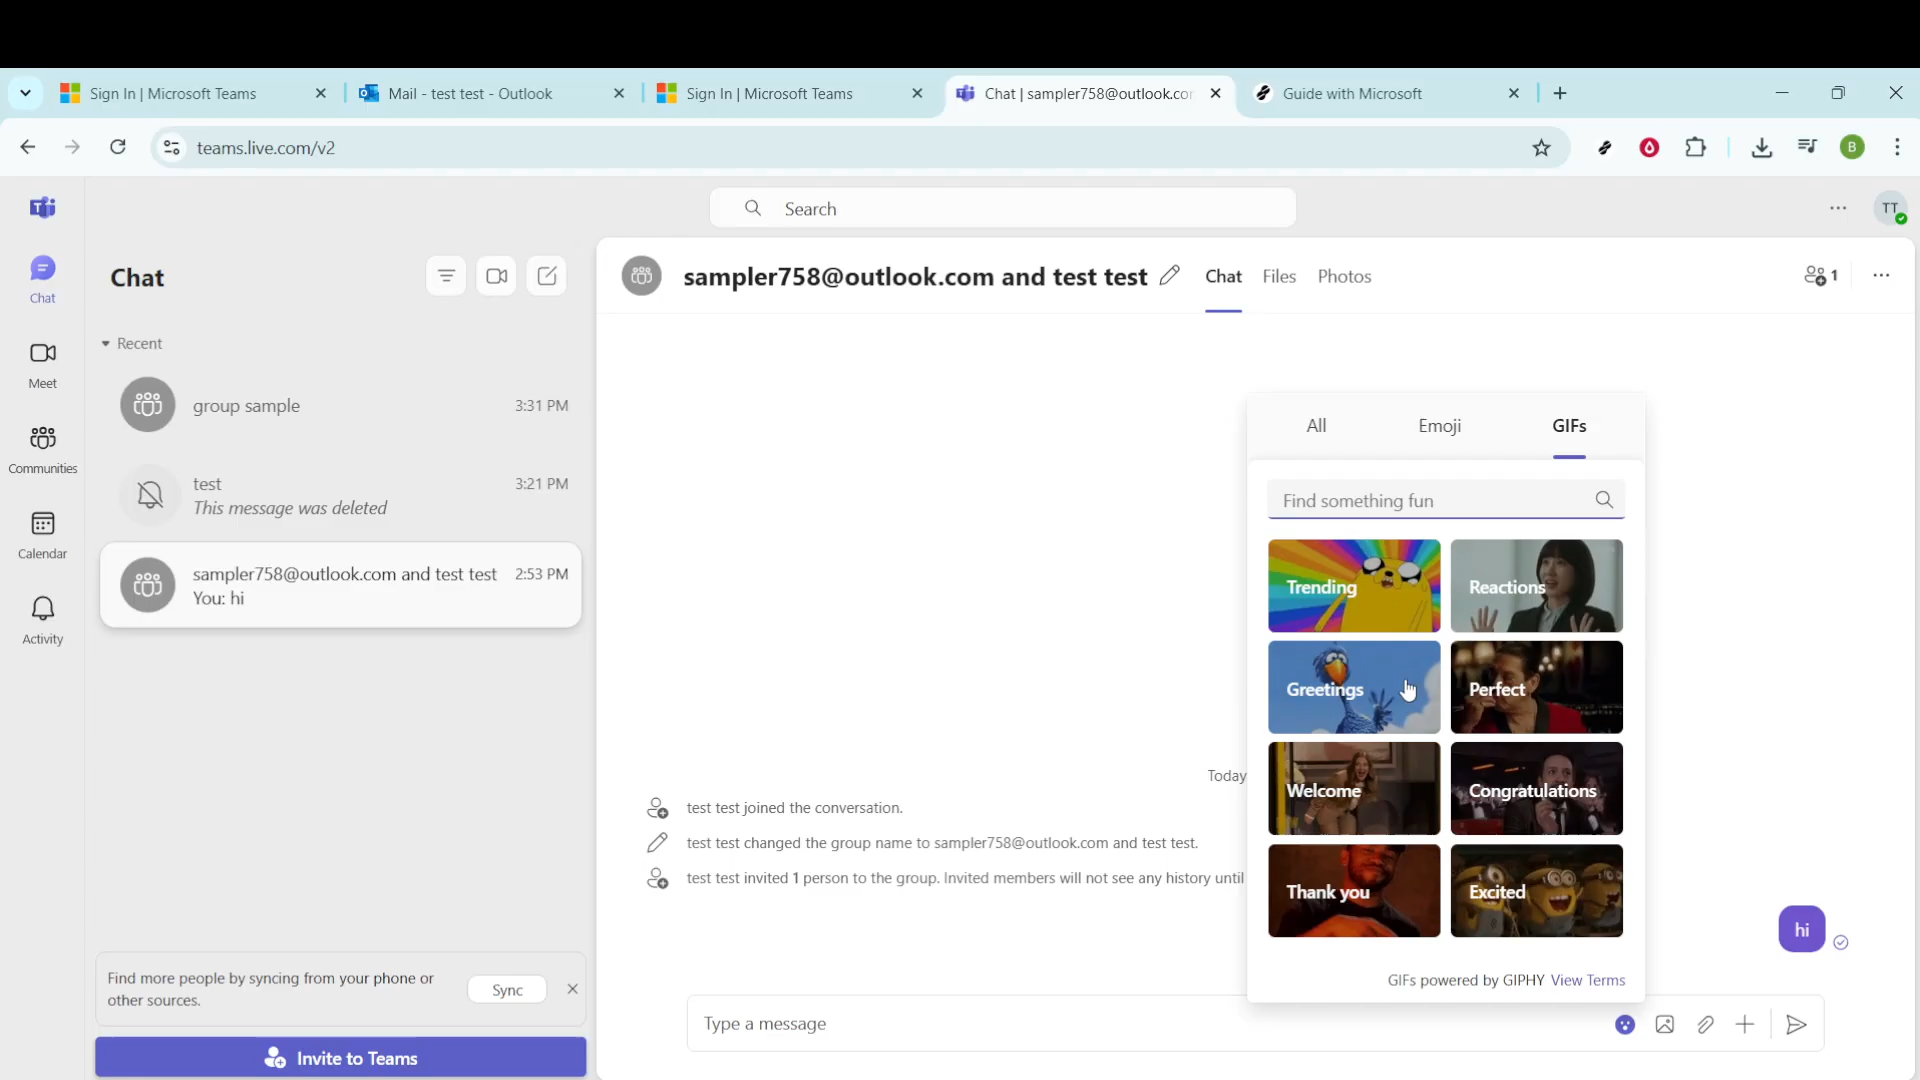 Sign In | Microsoft Teams
Mail - test test - Outlook
Sign In | Microsoft Teams
Chat | sampler758@outlook.co
Guide with Microsoft
teams.live.com/v2
B
Search
TT
Chat
Meet
Communities
Calendar
Activity
Chat
Recent
group sample 3:31 PM
test 3:21 PM
This message was deleted
sampler758@outlook.com and test test 2:53 PM
You: hi
Find more people by syncing from your phone or
other sources.
Sync
Invite to Teams
sampler758@outlook.com and test test
Chat Files Photos
1
Today
test test joined the conversation.
test test changed the group name to sampler758@outlook.com and test test.
test test invited 1 person to the group. Invited members will not see any history until
hi
Type a message
All Emoji GIFs
Find something fun
Trending Reactions
Greetings Perfect
Welcome Congratulations
Thank you Excited
GIFs powered by GIPHY View Terms